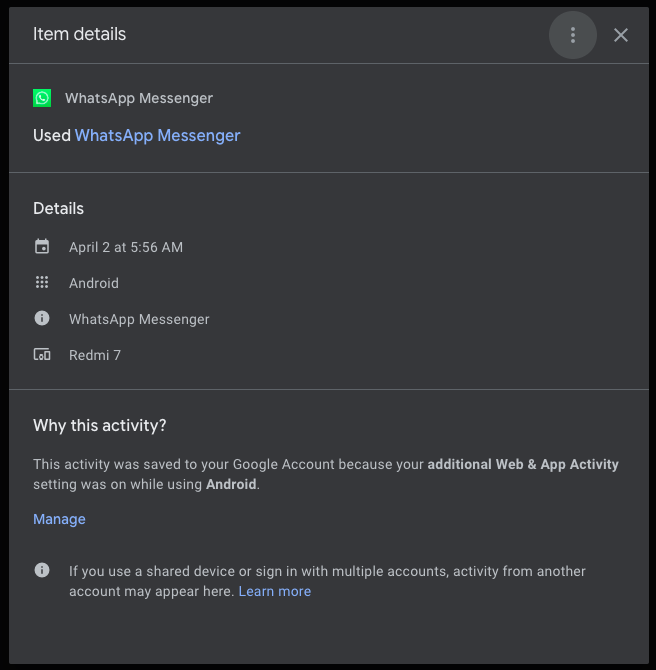 Item details
WhatsApp Messenger
Used WhatsApp Messenger
Details
April 2 at 5:56 AM
Android
WhatsApp Messenger
Redmi 7
Why this activity?
This activity was saved to your Google Account because your additional Web & App Activity
setting was on while using Android.
Manage
If you use a shared device or sign in with multiple accounts, activity from another
account may appear here. Learn more